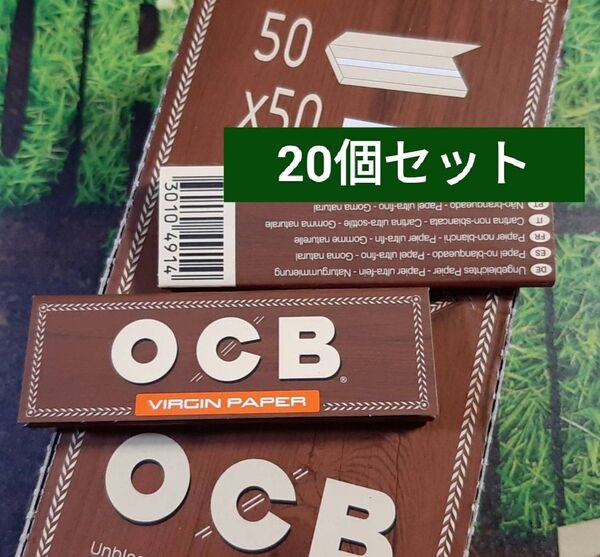 50
x50
20個セット
3010 4914
PT Não-branqueado - Papel ultra-fino - Goma natural
IT Cartina non-sbiancata - Cartina ultra-sottile - Gomma naturale
FR Papier non-blanchi - Papier ultra-fin - Gomme naturelle
ES Papel no-blanqueado - Papel ultra-fino - Goma natural
DE Ungebleichtes Papier - Papier ultra-fein - Naturgummierung
OCB®
VIRGIN PAPER
OCB